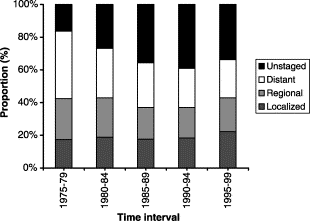 100%
80%
60%
40%
20%
0%
Proportion (%)
1975-79
1980-84
1985-89
1990-94
1995-99
Time interval
Unstaged
Distant
Regional
Localized